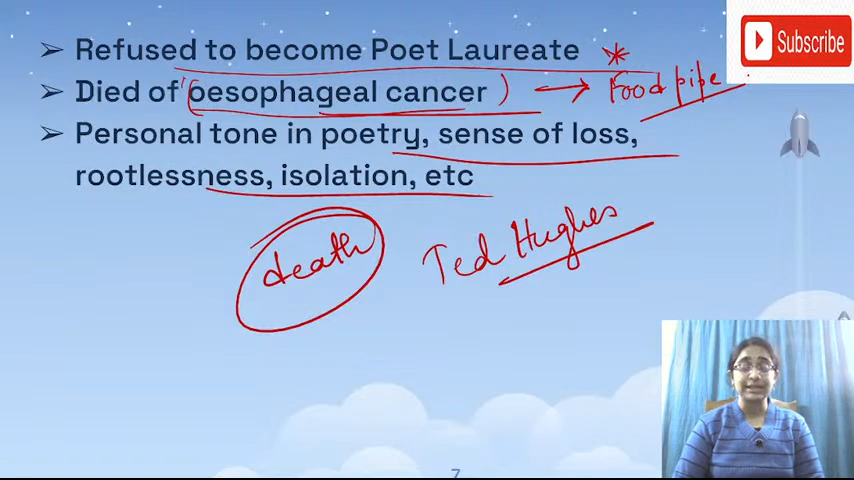 Subscribe
➢ Refused to become Poet Laureate *
➢ Died of (oesophageal cancer) → Food pipe
➢ Personal tone in poetry, sense of loss,
rootlessness, isolation, etc
death Ted Hughes
7